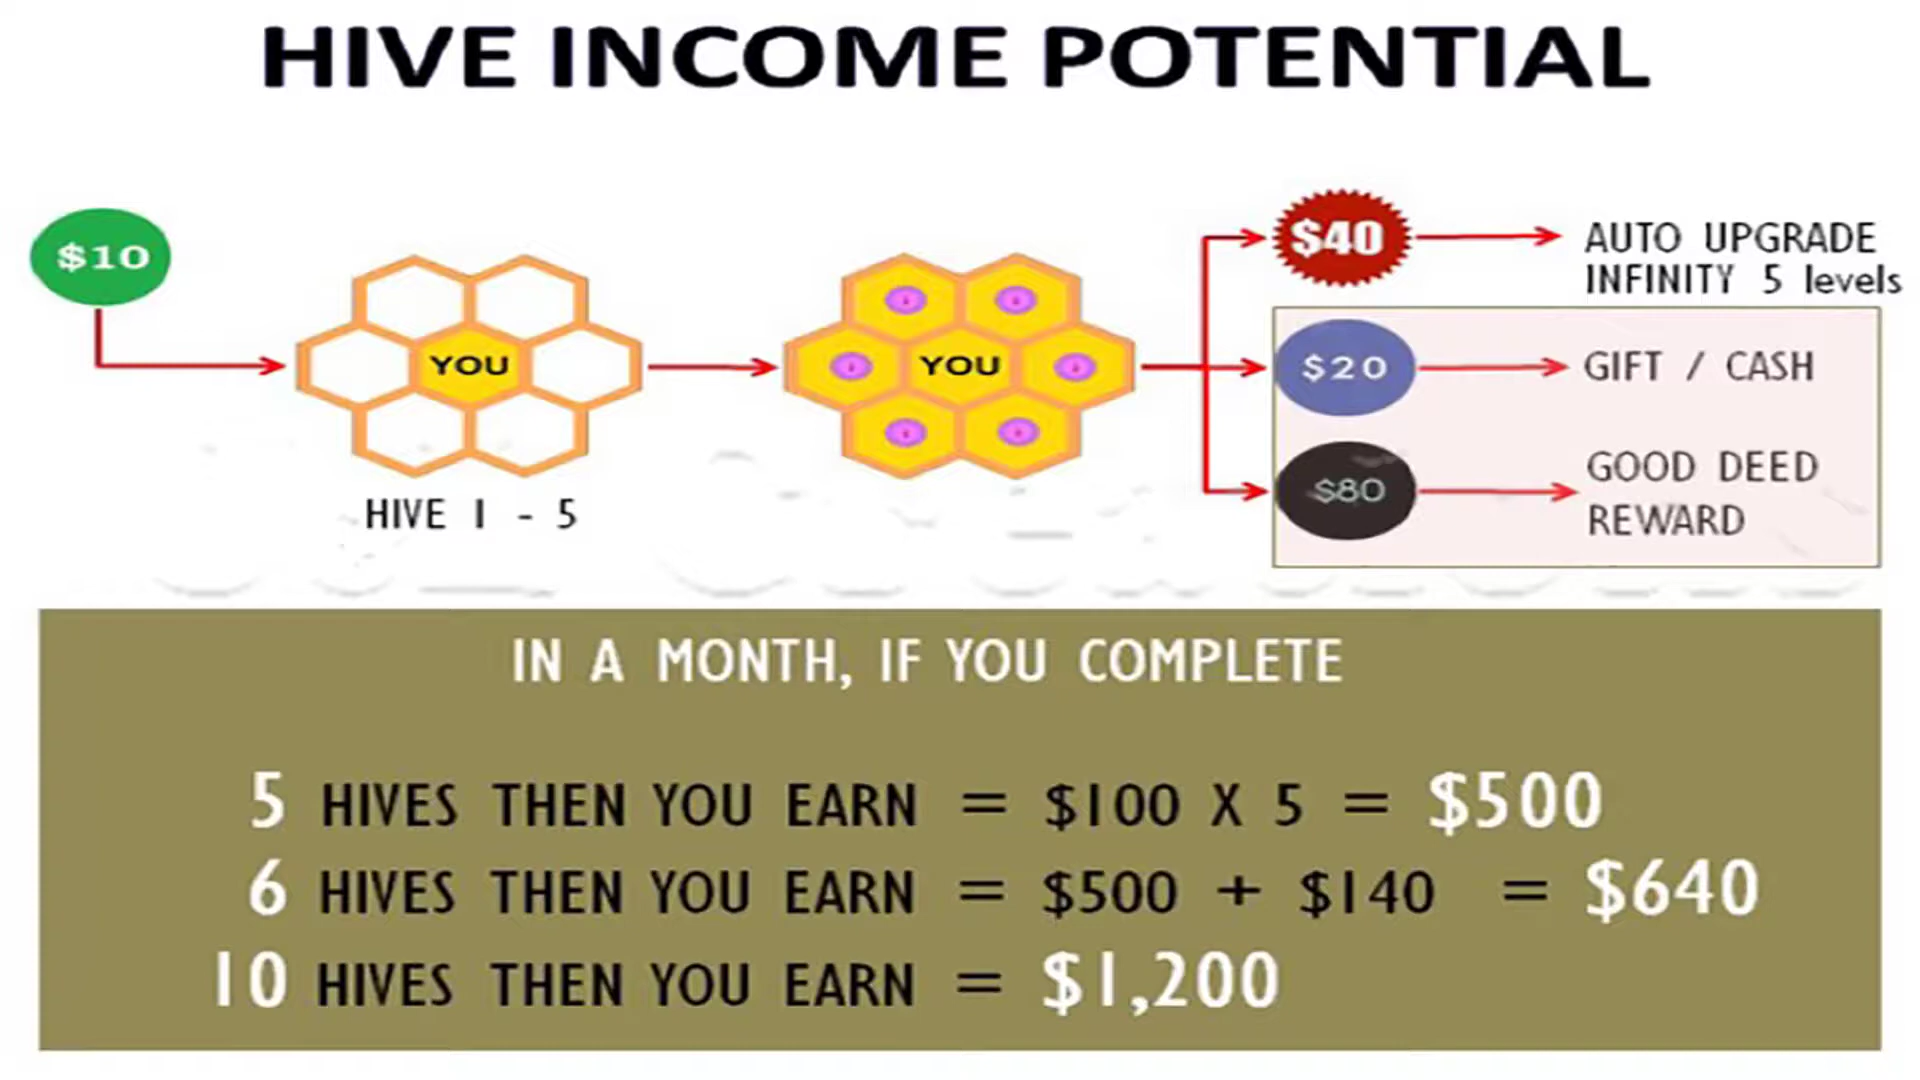 HIVE INCOME POTENTIAL
$10
YOU
HIVE 1 - 5
YOU
$40
AUTO UPGRADE
INFINITY 5 levels
$20
GIFT / CASH
$80
GOOD DEED
REWARD
IN A MONTH, IF YOU COMPLETE
5 HIVES THEN YOU EARN = $100 X 5 = $500
6 HIVES THEN YOU EARN = $500 + $140 = $640
10 HIVES THEN YOU EARN = $1,200